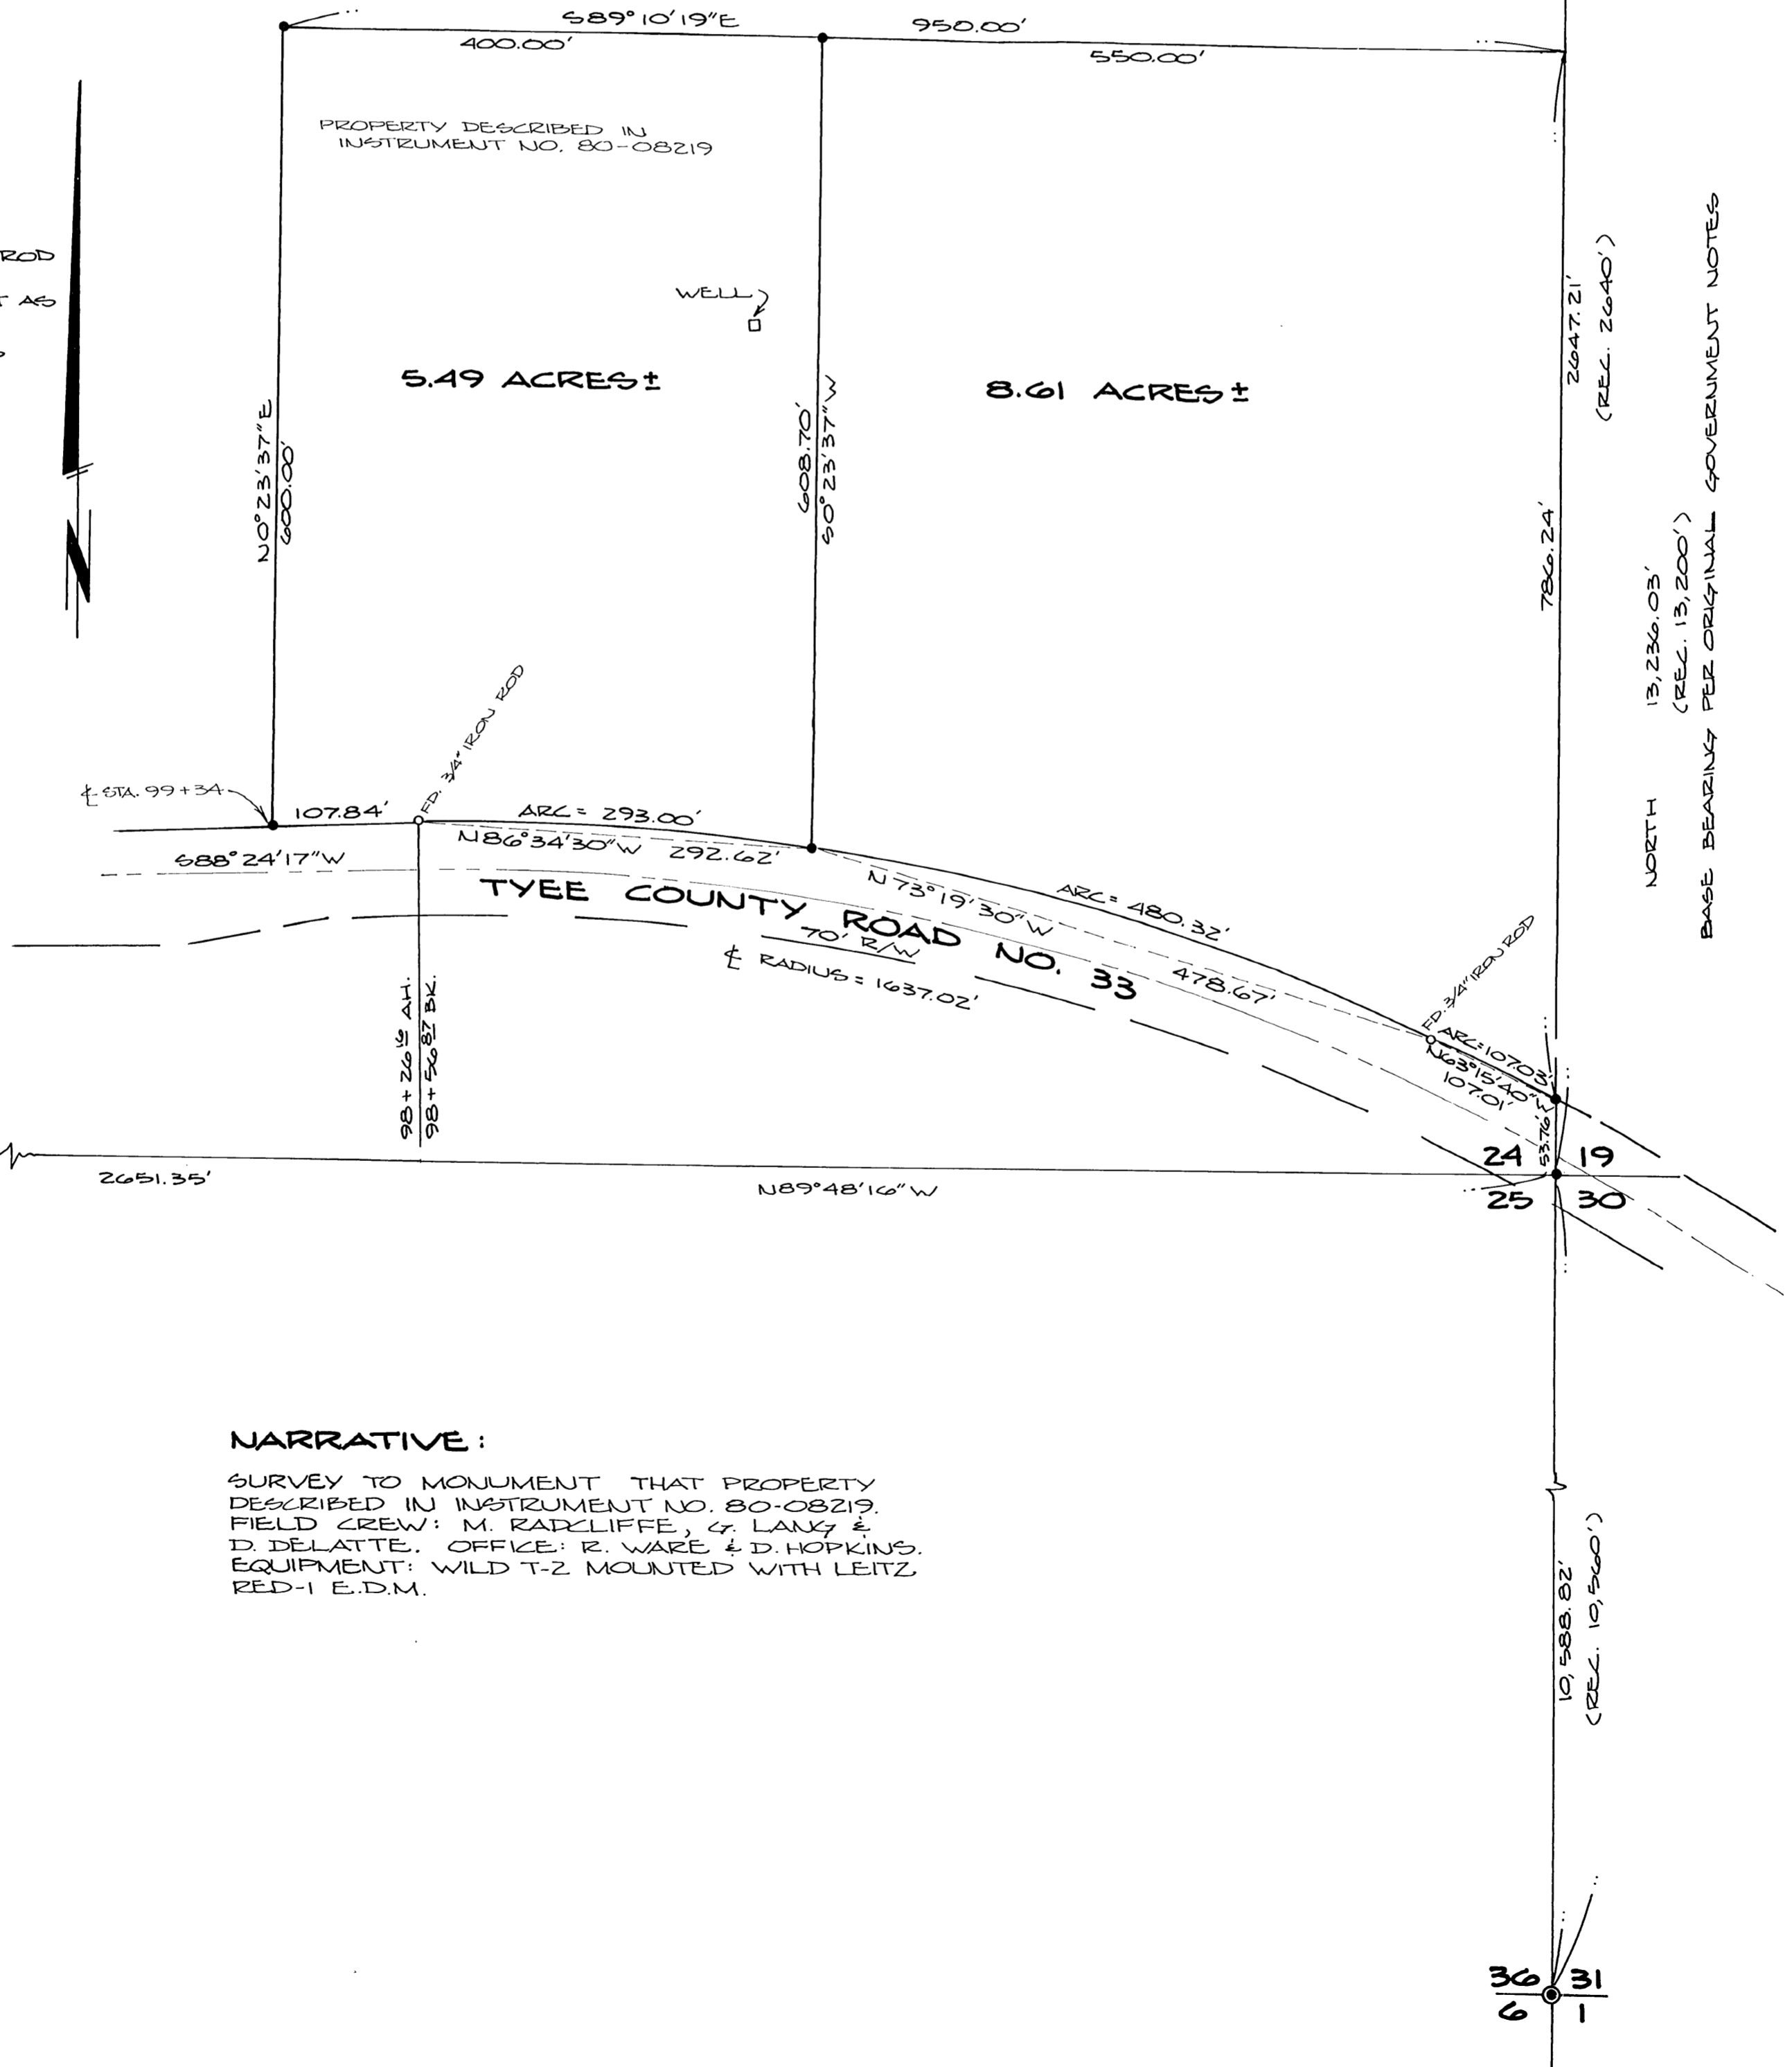 S89°10'19"E 950.00'
400.00' 550.00'
PROPERTY DESCRIBED IN
INSTRUMENT NO. 80-08219
ROD
AS
WELL
5.49 ACRES±
8.61 ACRES±
N0°23'37"E
600.00'
608.70'
S0°23'37"W
786.24'
2647.21'
(REC. 2640')
NORTH 13,236.03'
(REC. 13,200')
BASE BEARING PER ORIGINAL GOVERNMENT NOTES
N
℄ STA. 99+34
107.84'
FD. 3/4" IRON ROD
ARC = 293.00'
N86°34'30"W 292.62'
S88°24'17"W
TYEE COUNTY ROAD NO. 33
70' R/W
℄ RADIUS = 1637.02'
N73°19'30"W 478.67'
ARC = 480.32'
FD. 3/4" IRON ROD
ARC=107.03'
N63°15'40"W
107.01'
53.76'
98+26 16 AH.
98+56 87 BK.
24 19
25 30
2651.35'
N89°48'16"W
NARRATIVE:
SURVEY TO MONUMENT THAT PROPERTY
DESCRIBED IN INSTRUMENT NO. 80-08219.
FIELD CREW: M. RADCLIFFE, G. LANG &
D. DELATTE. OFFICE: R. WARE & D. HOPKINS.
EQUIPMENT: WILD T-2 MOUNTED WITH LEITZ
RED-1 E.D.M.
10,588.82'
(REC. 10,560')
36 31
6 1